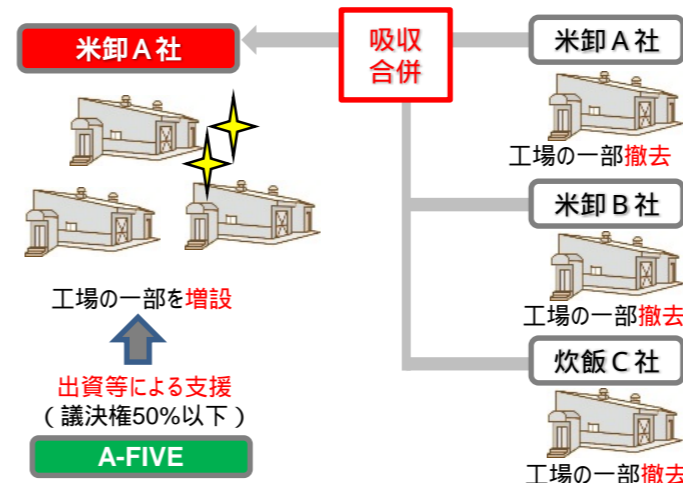 米卸A社
吸収
合併
米卸A社
工場の一部撤去
米卸B社
工場の一部撤去
炊飯C社
工場の一部撤去
工場の一部を増設
出資等による支援
（議決権50%以下）
A-FIVE